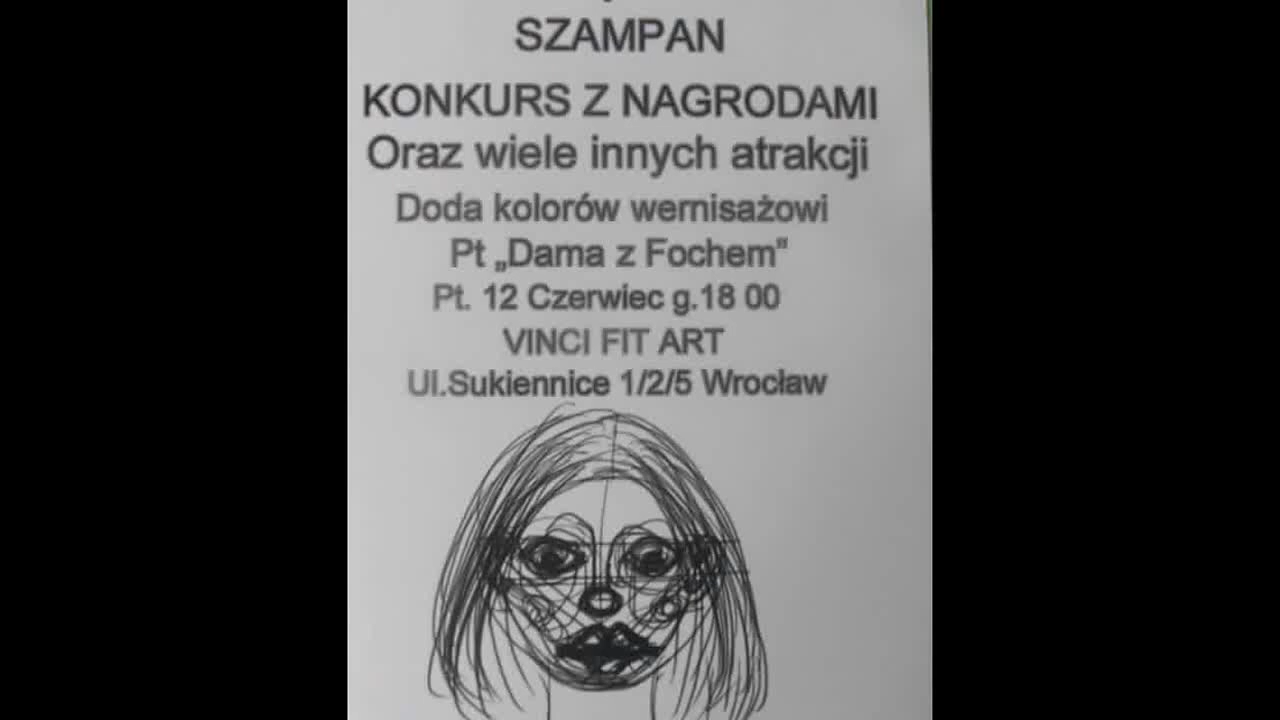 SZAMPAN
KONKURS Z NAGRODAMI
Oraz wiele innych atrakcji
Doda kolorów wernisażowi
Pt „Dama z Fochem"
Pt. 12 Czerwiec g.18 00
VINCI FIT ART
Ul.Sukiennice 1/2/5 Wrocław